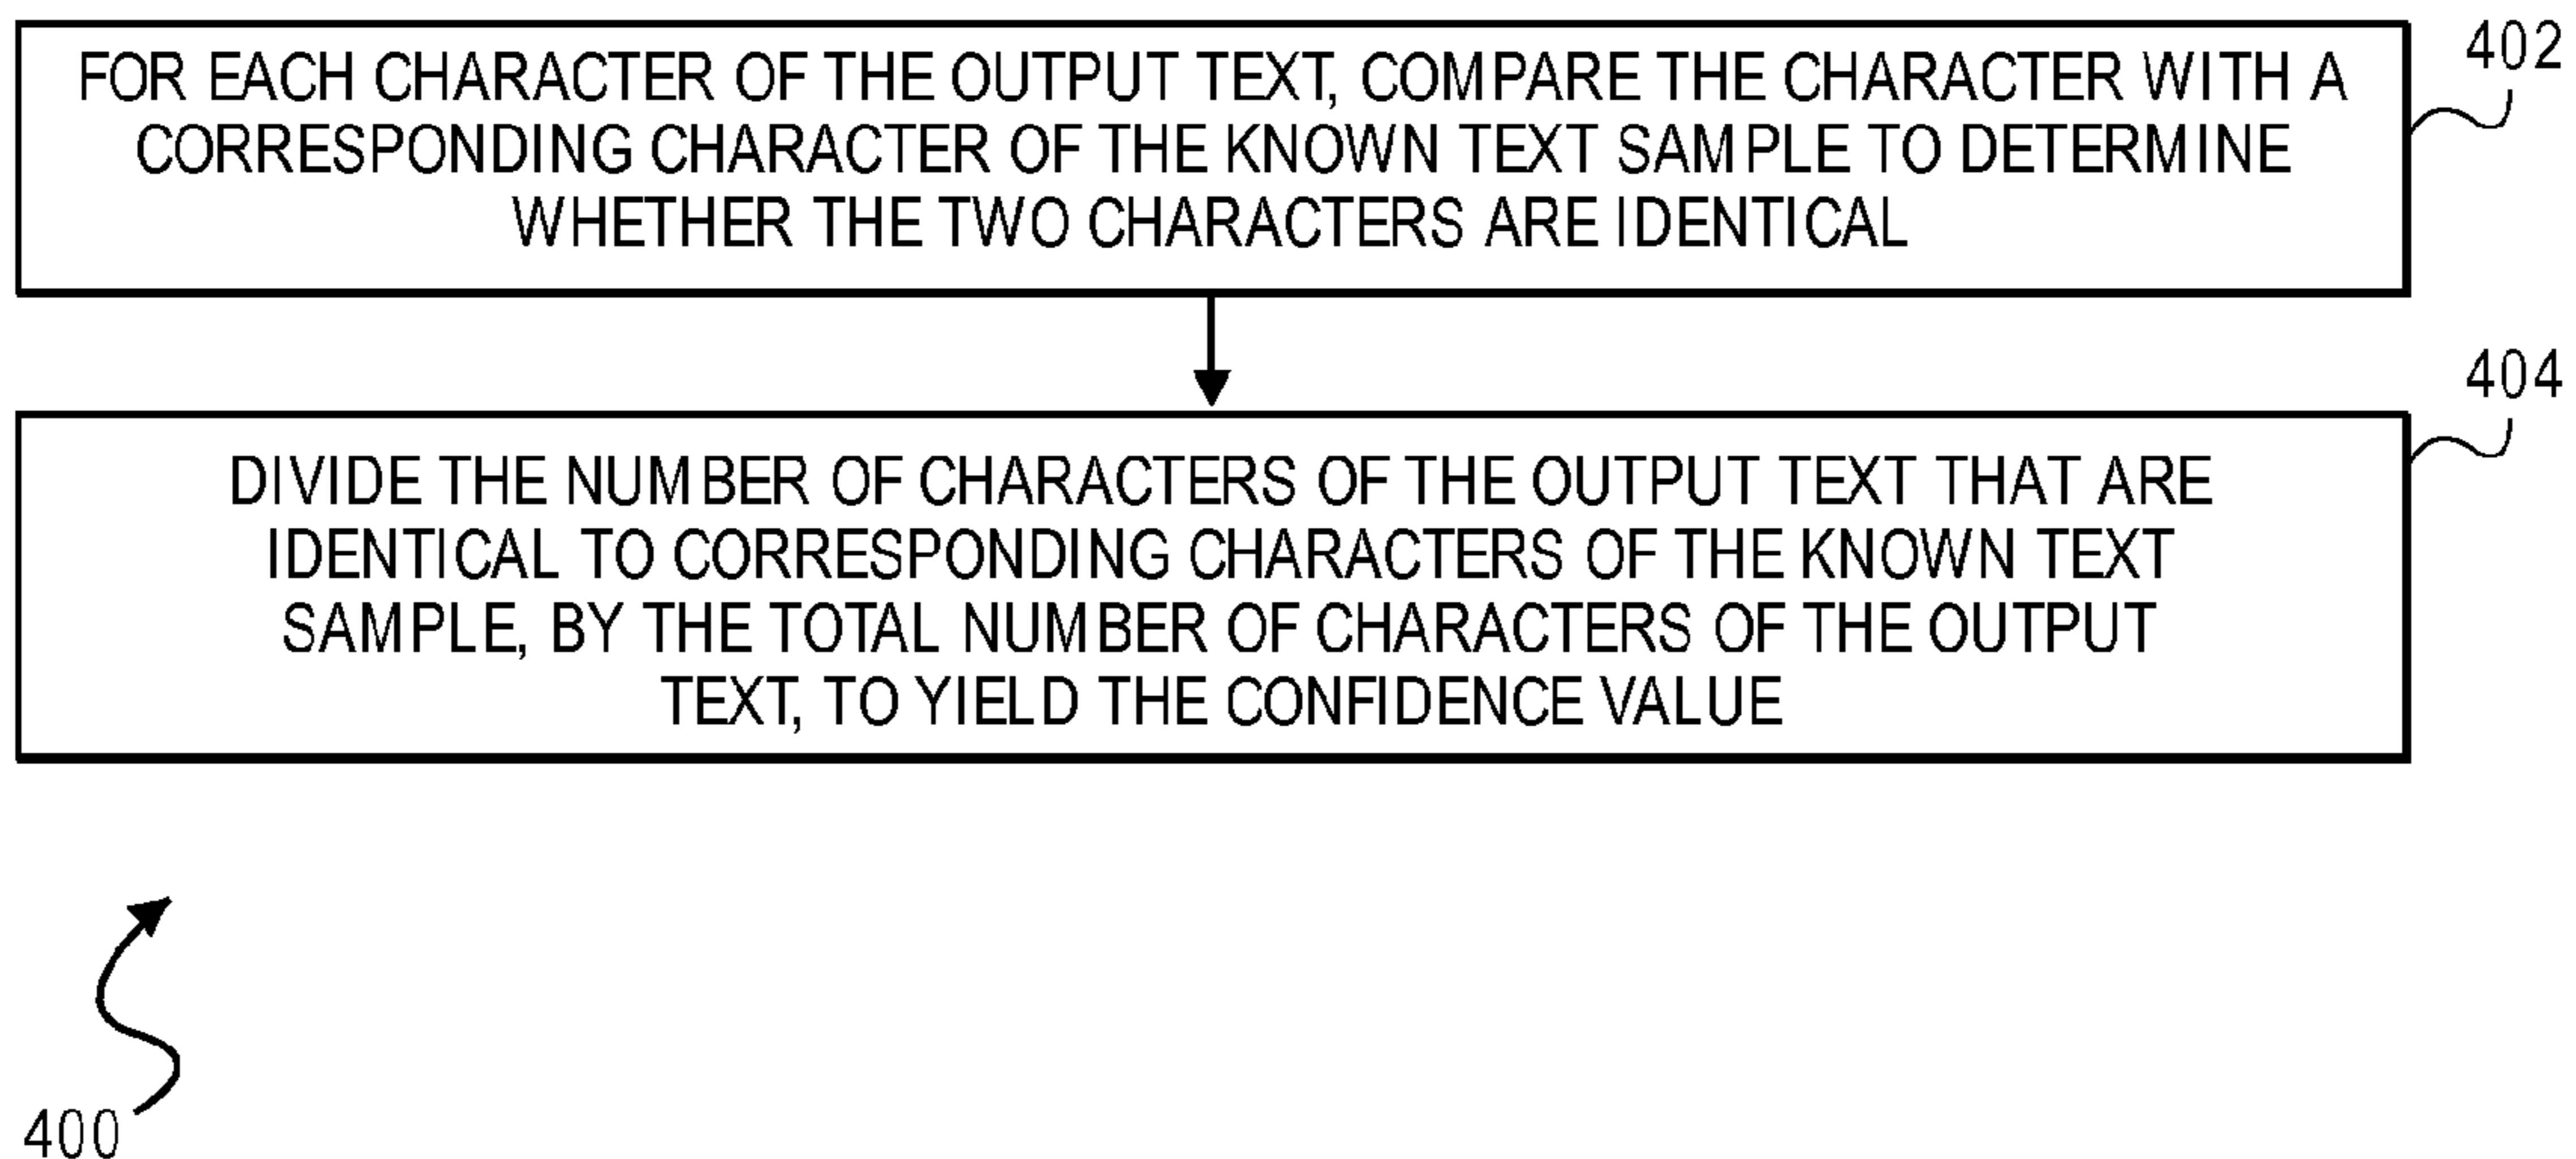 FOR EACH CHARACTER OF THE OUTPUT TEXT, COMPARE THE CHARACTER WITH A
CORRESPONDING CHARACTER OF THE KNOWN TEXT SAMPLE TO DETERMINE
WHETHER THE TWO CHARACTERS ARE IDENTICAL
402
DIVIDE THE NUMBER OF CHARACTERS OF THE OUTPUT TEXT THAT ARE
IDENTICAL TO CORRESPONDING CHARACTERS OF THE KNOWN TEXT
SAMPLE, BY THE TOTAL NUMBER OF CHARACTERS OF THE OUTPUT
TEXT, TO YIELD THE CONFIDENCE VALUE
404
400